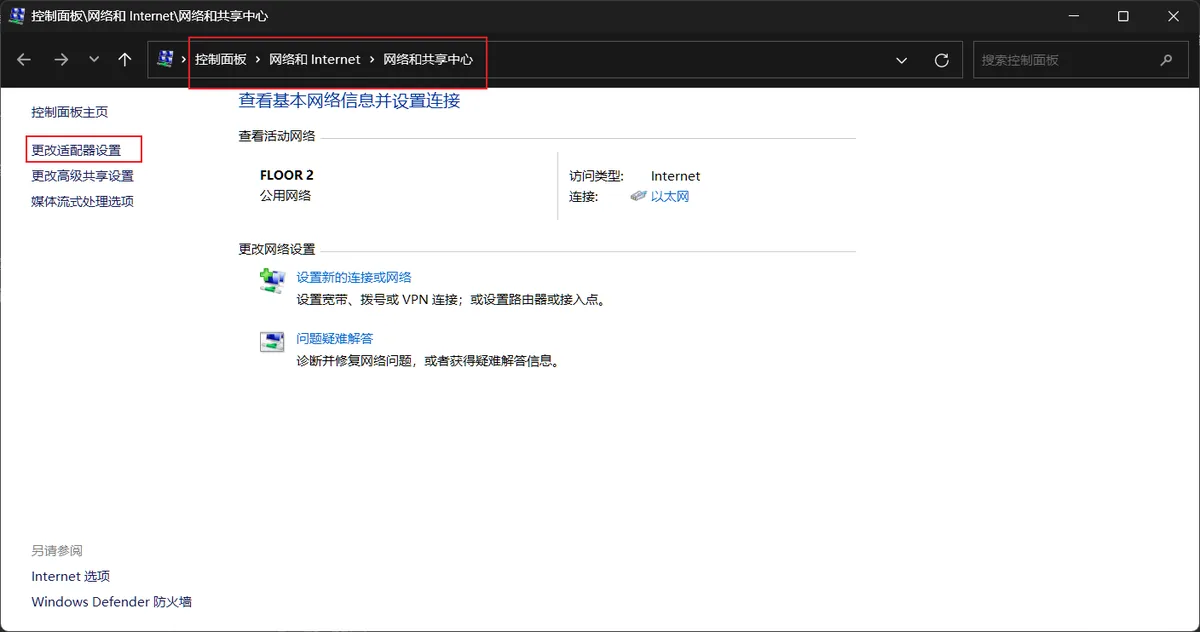 控制面板\网络和 Internet\网络和共享中心
控制面板 › 网络和 Internet › 网络和共享中心
搜索控制面板
控制面板主页
更改适配器设置
更改高级共享设置
媒体流式处理选项
查看基本网络信息并设置连接
查看活动网络
FLOOR 2
公用网络
访问类型: Internet
连接: 以太网
更改网络设置
设置新的连接或网络
设置宽带、拨号或 VPN 连接；或设置路由器或接入点。
问题疑难解答
诊断并修复网络问题，或者获得疑难解答信息。
另请参阅
Internet 选项
Windows Defender 防火墙